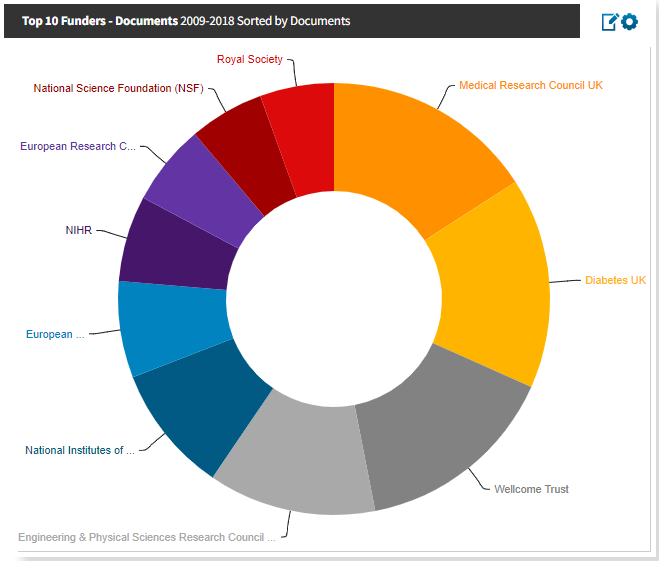 Top 10 Funders - Documents 2009-2018 Sorted by Documents
Royal Society
National Science Foundation (NSF)
Medical Research Council UK
European Research C...
NIHR
Diabetes UK
European ...
National Institutes of ...
Wellcome Trust
Engineering & Physical Sciences Research Council ...